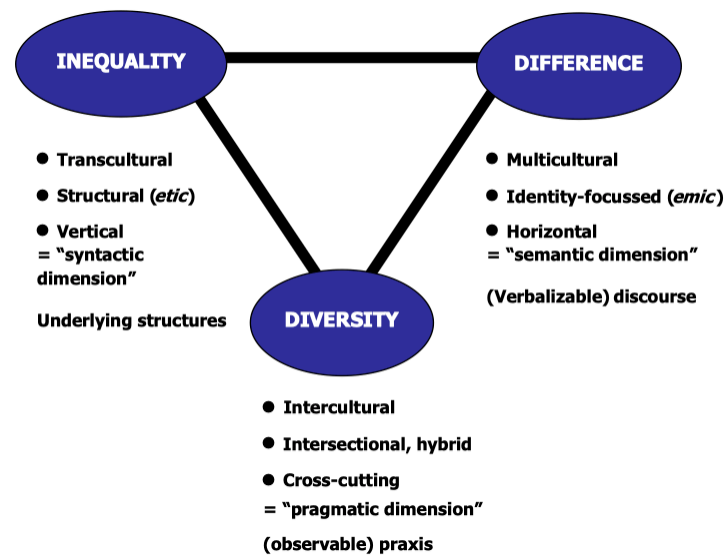 INEQUALITY
● Transcultural
● Structural (etic)
● Vertical
= “syntactic
dimension”
Underlying structures
DIFFERENCE
● Multicultural
● Identity-focussed (emic)
● Horizontal
= “semantic dimension”
(Verbalizable) discourse
DIVERSITY
● Intercultural
● Intersectional, hybrid
● Cross-cutting
= “pragmatic dimension”
(observable) praxis